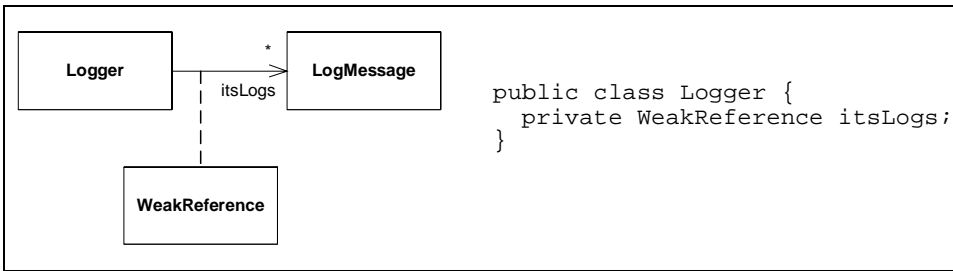 Logger
*
itsLogs
LogMessage
WeakReference
public class Logger {
  private WeakReference itsLogs;
}